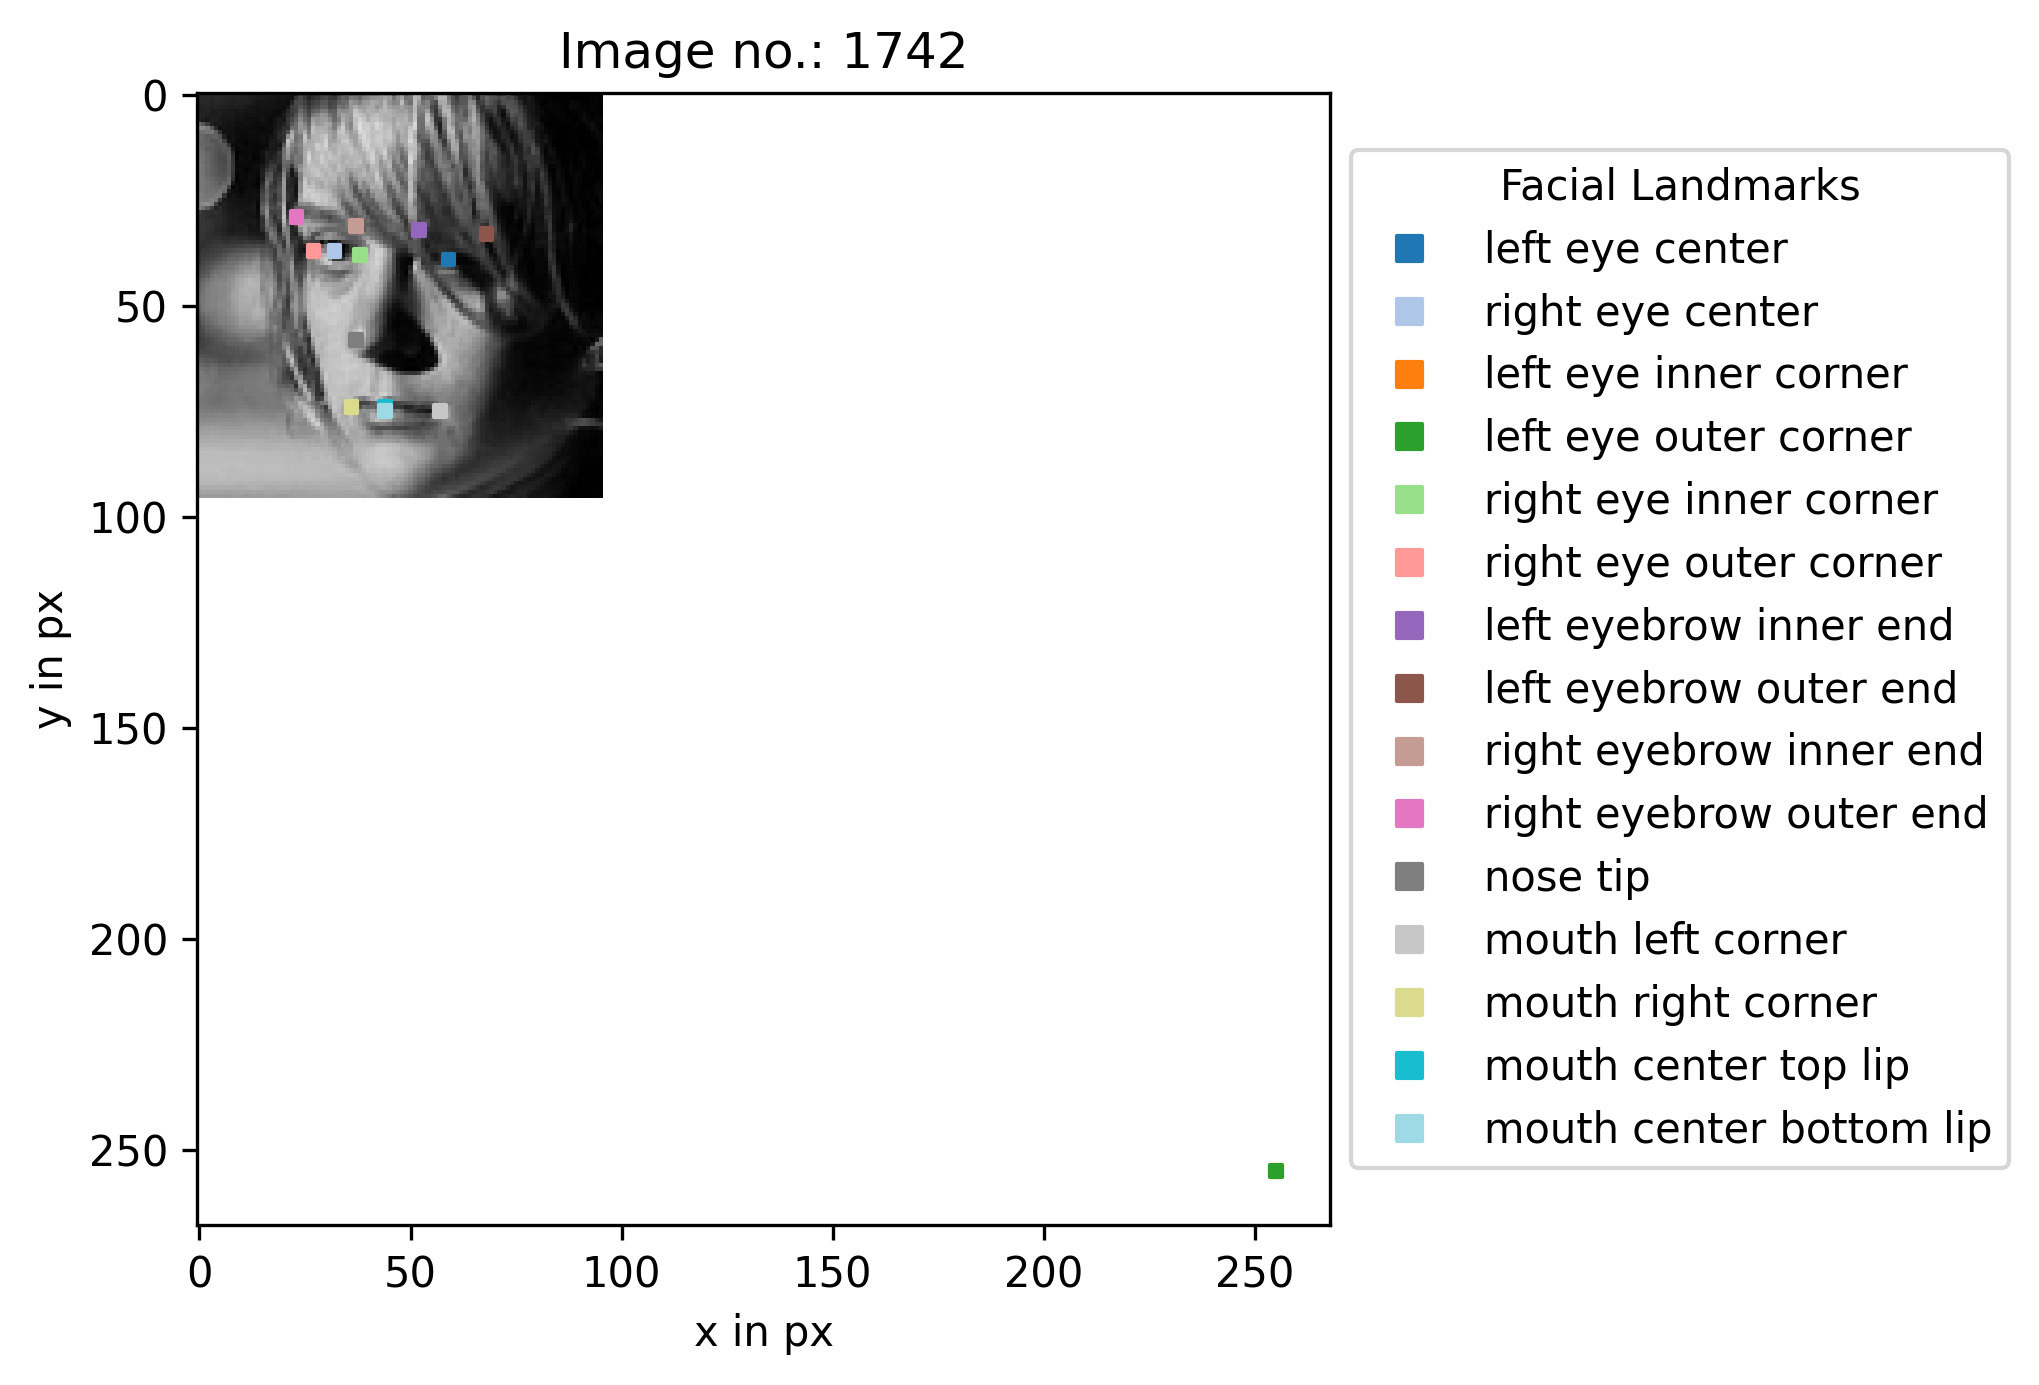 Image no.: 1742
0
50
100
150
200
250
y in px
0 50 100 150 200 250
x in px
Facial Landmarks
left eye center
right eye center
left eye inner corner
left eye outer corner
right eye inner corner
right eye outer corner
left eyebrow inner end
left eyebrow outer end
right eyebrow inner end
right eyebrow outer end
nose tip
mouth left corner
mouth right corner
mouth center top lip
mouth center bottom lip